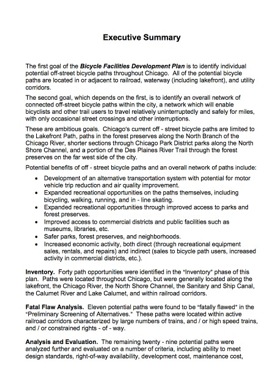 Executive Summary
The first goal of the Bicycle Facilities Development Plan is to identify individual
potential off-street bicycle paths throughout Chicago. All of the potential bicycle
paths are located in or adjacent to railroad, waterway (including lakefront), and utility
corridors.
The second goal, which depends on the first, is to identify an overall network of
connected off-street bicycle paths within the city, a network which will enable
bicyclists and other trail users to travel relatively uninterruptedly and safely for miles,
with only occasional street crossings and other interruptions.
These are ambitious goals. Chicago's current off - street bicycle paths are limited to
the Lakefront Path, paths in the forest preserves along the North Branch of the
Chicago River, shorter sections through Chicago Park District parks along the North
Shore Channel, and a portion of the Des Plaines River Trail through the forest
preserves on the far west side of the city.
Potential benefits of off - street bicycle paths and an overall network of paths include:
• Development of an alternative transportation system with potential for motor
vehicle trip reduction and air quality improvement.
• Expanded recreational opportunities on the paths themselves, including
bicycling, walking, running, and in - line skating.
• Expanded recreational opportunities through improved access to parks and
forest preserves.
• Improved access to commercial districts and public facilities such as
museums, libraries, etc.
• Safer parks, forest preserves, and neighborhoods.
• Increased economic activity, both direct (through recreational equipment
sales, rentals, and repairs) and indirect (sales to bicycle path users, increased
activity in commercial districts, etc.).
Inventory. Forty path opportunities were identified in the "Inventory" phase of this
plan. Paths were located throughout Chicago, but were generally located along the
lakefront, the Chicago River, the North Shore Channel, the Sanitary and Ship Canal,
the Calumet River and Lake Calumet, and within railroad corridors.
Fatal Flaw Analysis. Eleven potential paths were found to be "fatally flawed" in the
"Preliminary Screening of Alternatives." These paths were located within active
railroad corridors characterized by large numbers of trains, and / or high speed trains,
and / or constrained rights - of - way.
Analysis and Evaluation. The remaining twenty - nine potential paths were
analyzed further and evaluated on a number of criteria, including ability to meet
design standards, right-of-way availability, development cost, maintenance cost,